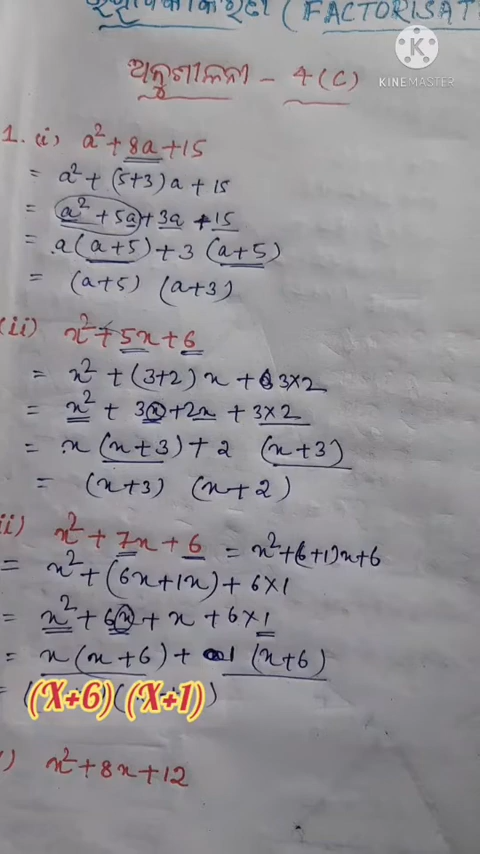 (FACTORISAT
KINEMASTER
ଅନୁଶୀଳନୀ - 4(C)
1. (i) a² + 8a + 15
= a² + (5+3) a + 15
= a² + 5a + 3a + 15
= a (a+5) + 3 (a+5)
= (a+5) (a+3)
(ii) x² + 5x + 6
= x² + (3+2) x + 3×2
= x² + 3x + 2x + 3×2
= x (x+3) + 2 (x+3)
= (x+3) (x+2)
ii) x² + 7x + 6 = x² + (6+1)x + 6
= x² + (6x + 1x) + 6×1
= x² + 6x + x + 6×1
= x (x+6) + 1 (x+6)
= (X+6) (X+1)
) x² + 8x + 12